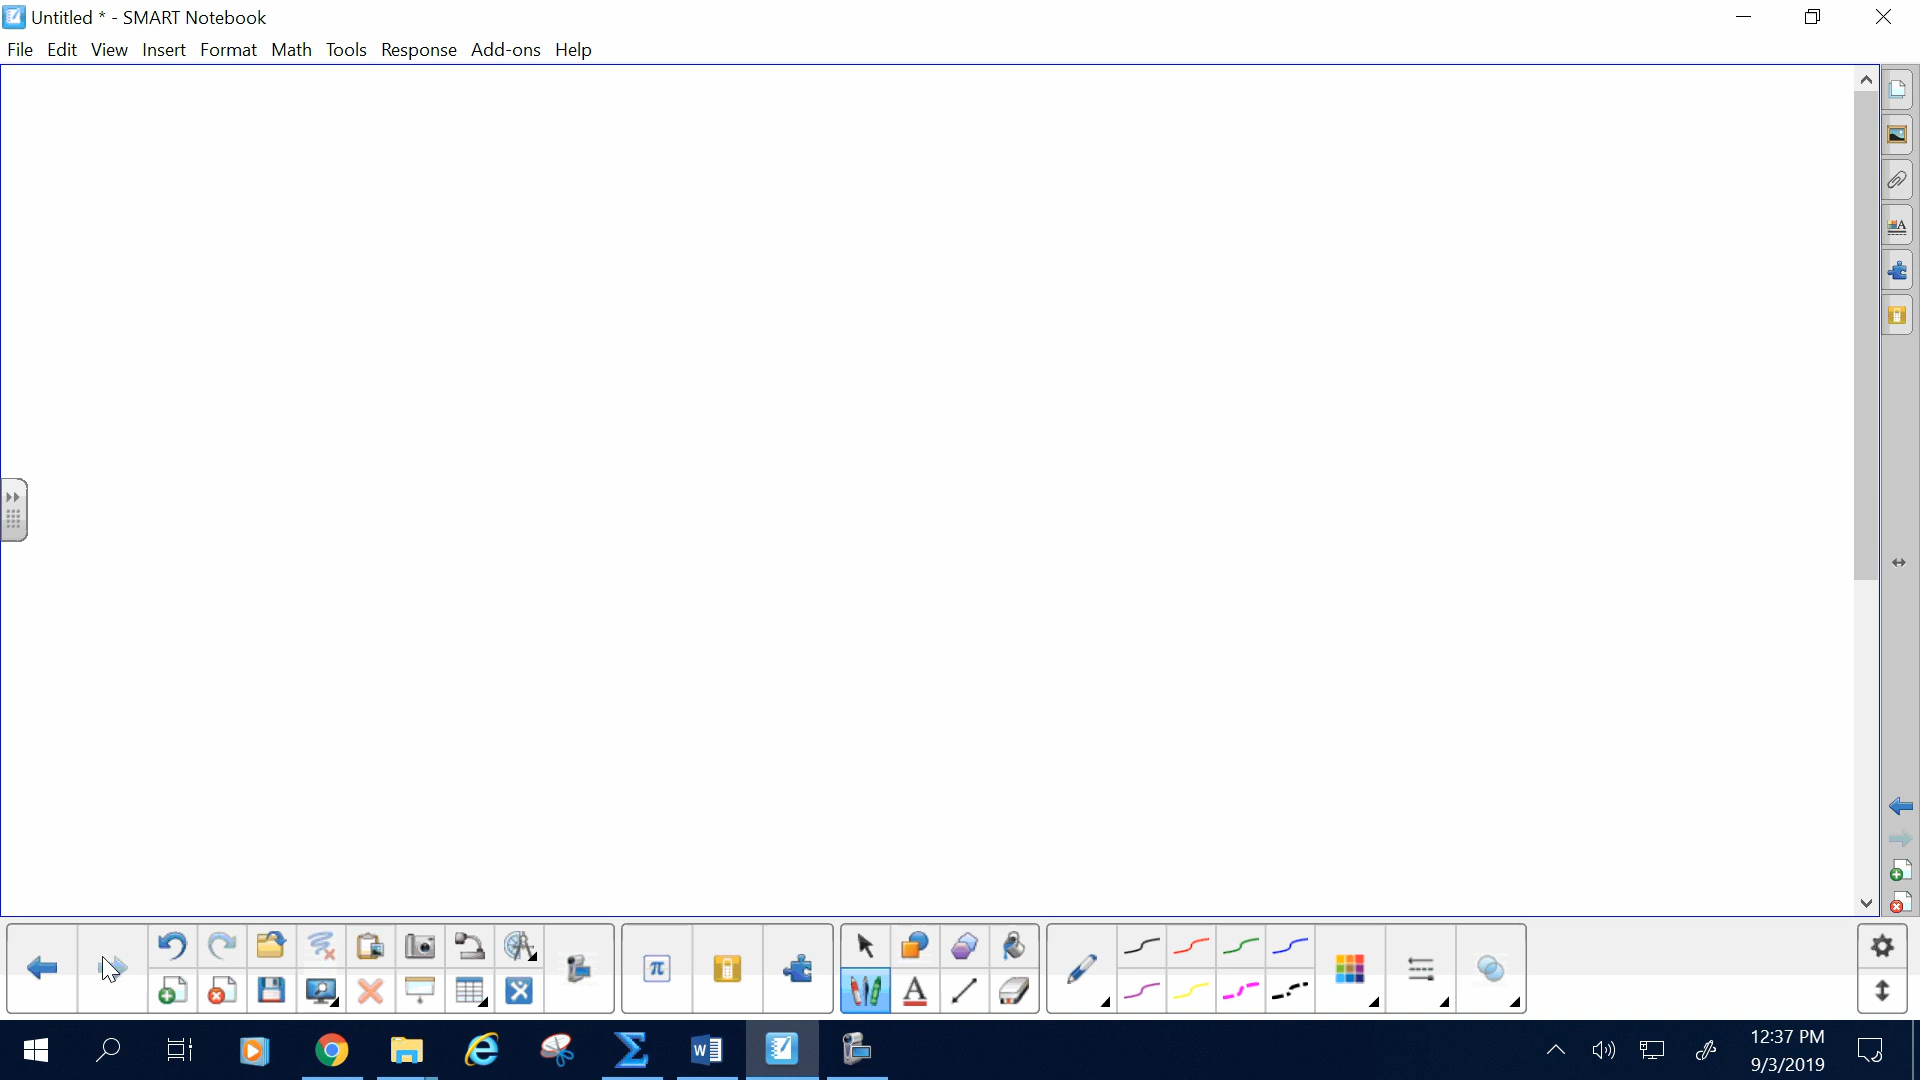 Untitled * - SMART Notebook
File Edit View Insert Format Math Tools Response Add-ons Help
12:37 PM
9/3/2019